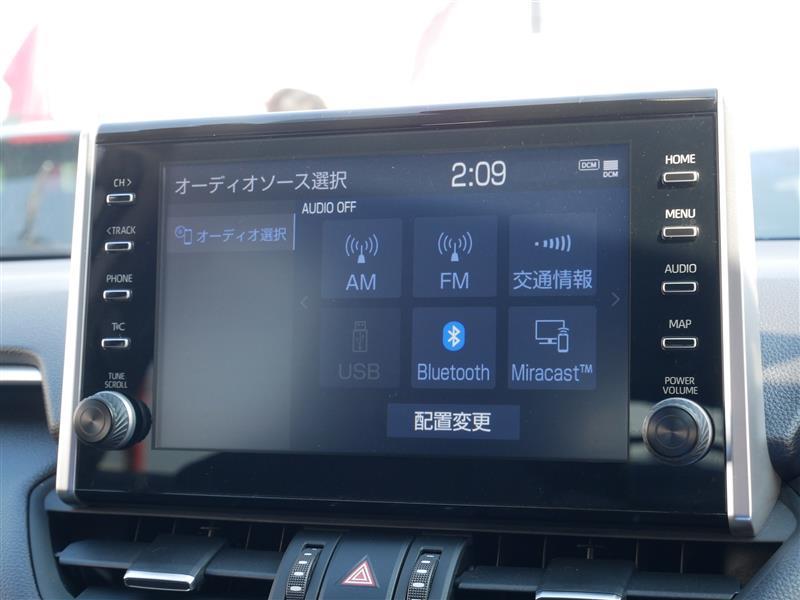 オーディオソース選択
2:09
DCM
DCM
オーディオ選択
AUDIO OFF
AM
FM
交通情報
USB
Bluetooth
Miracast™
配置変更
CH>
<TRACK
PHONE
T&C
TUNE
SCROLL
HOME
MENU
AUDIO
MAP
POWER
VOLUME